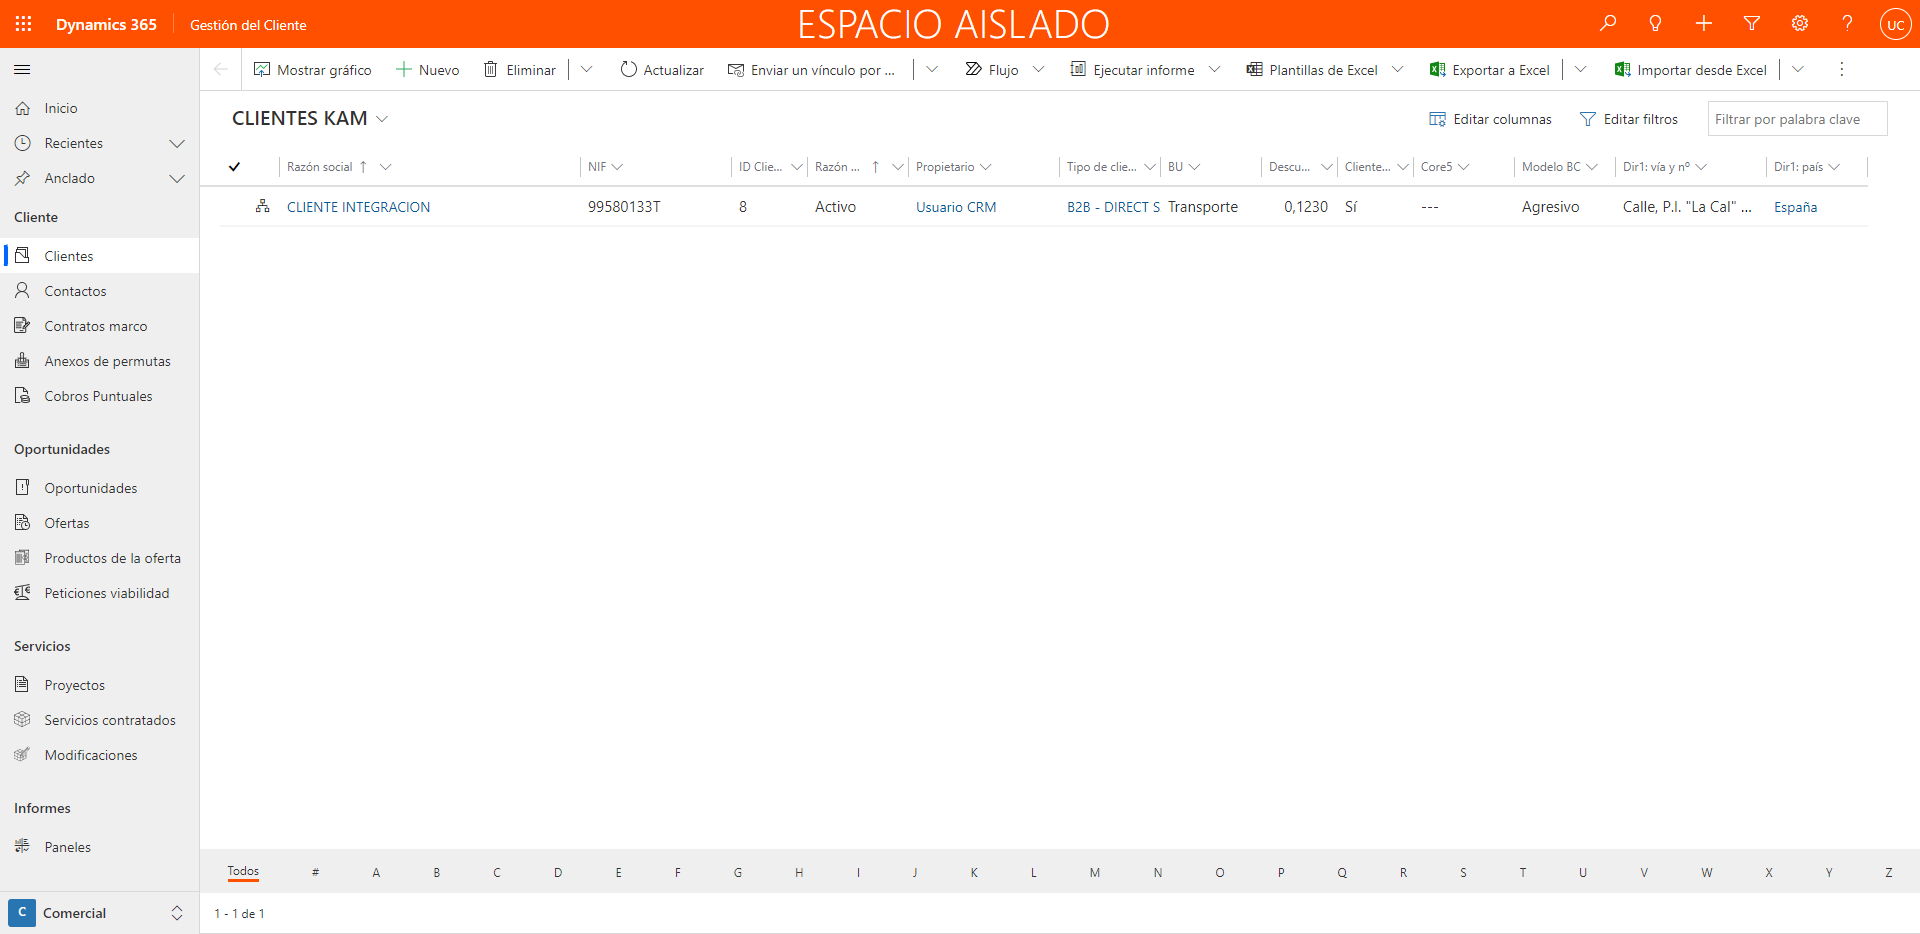 Dynamics 365
Gestión del Cliente
ESPACIO AISLADO
UC
Mostrar gráfico
Nuevo
Eliminar
Actualizar
Enviar un vínculo por ...
Flujo
Ejecutar informe
Plantillas de Excel
Exportar a Excel
Importar desde Excel
Inicio
Recientes
Anclado
Cliente
Clientes
Contactos
Contratos marco
Anexos de permutas
Cobros Puntuales
Oportunidades
Oportunidades
Ofertas
Productos de la oferta
Peticiones viabilidad
Servicios
Proyectos
Servicios contratados
Modificaciones
Informes
Paneles
C Comercial
CLIENTES KAM
Editar columnas
Editar filtros
Filtrar por palabra clave
Razón social ↑ NIF ID Clie... Razón ... ↑ Propietario Tipo de clie... BU Descu... Cliente... Core5 Modelo BC Dir1: vía y nº Dir1: país
CLIENTE INTEGRACION 99580133T 8 Activo Usuario CRM B2B - DIRECT S Transporte 0,1230 Sí --- Agresivo Calle, P.I. "La Cal" ... España
Todos # A B C D E F G H I J K L M N O P Q R S T U V W X Y Z
1 - 1 de 1